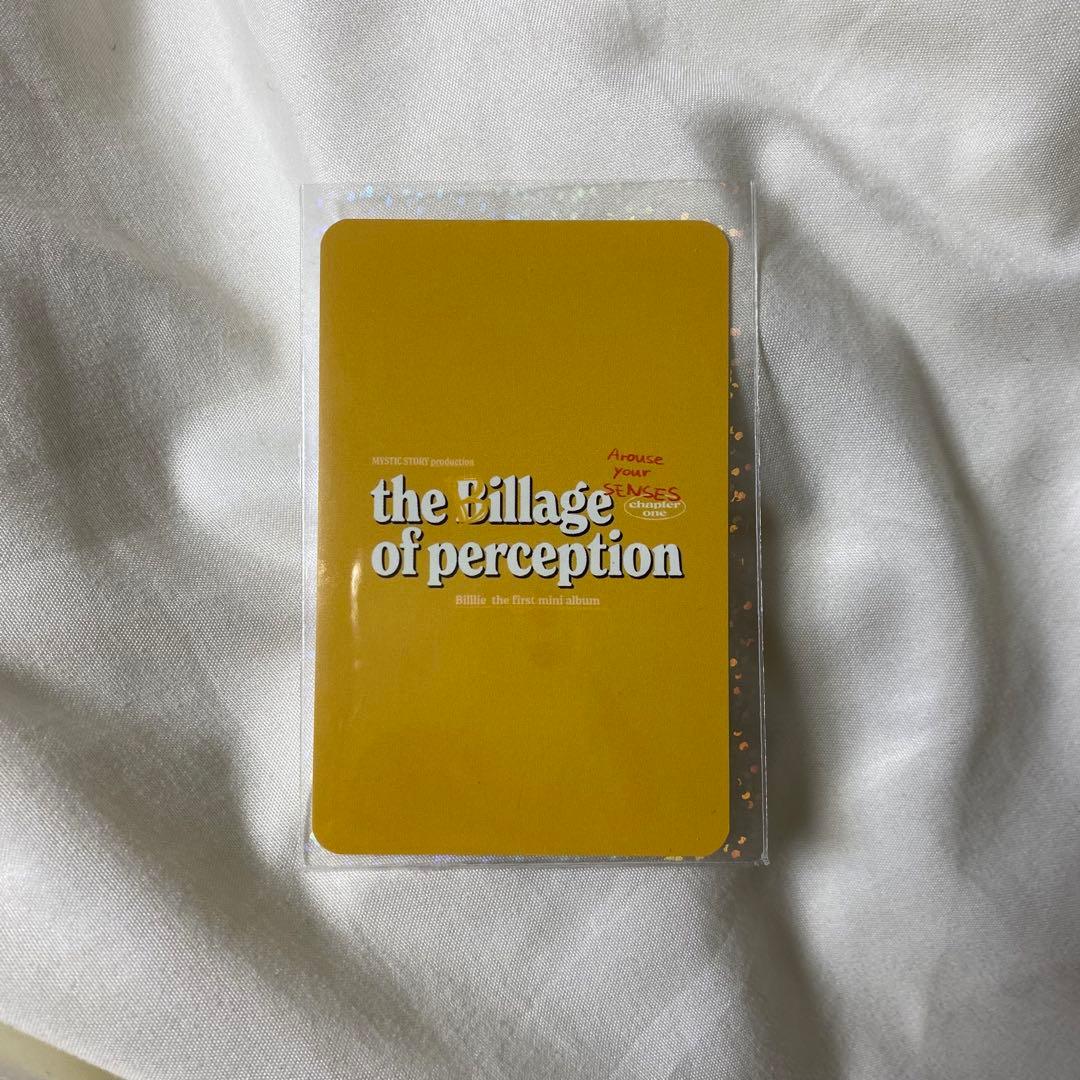 MYSTIC STORY production
Arouse
your
SENSES
the Billage
chapter
one
of perception
Billlie the first mini album